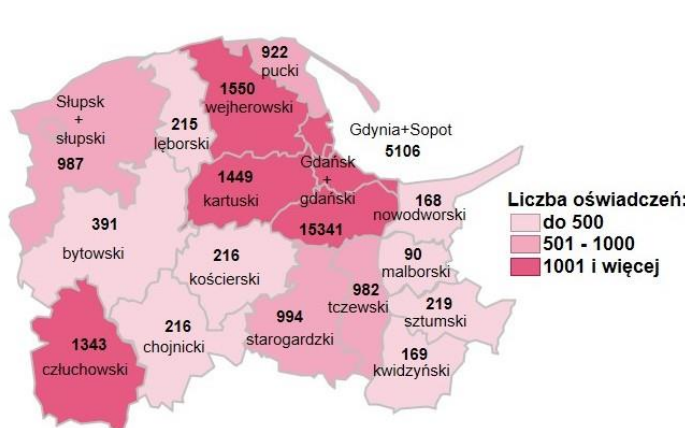 922
pucki
1550
wejherowski
Słupsk
+
słupski
987
215
lęborski
Gdynia+Sopot
5106
1449
kartuski
Gdańsk
+
gdański
15341
168
nowodworski
391
bytowski
216
kościerski
90
malborski
982
tczewski
994
starogardzki
219
sztumski
216
chojnicki
1343
człuchowski
169
kwidzyński
Liczba oświadczeń:
do 500
501 - 1000
1001 i więcej